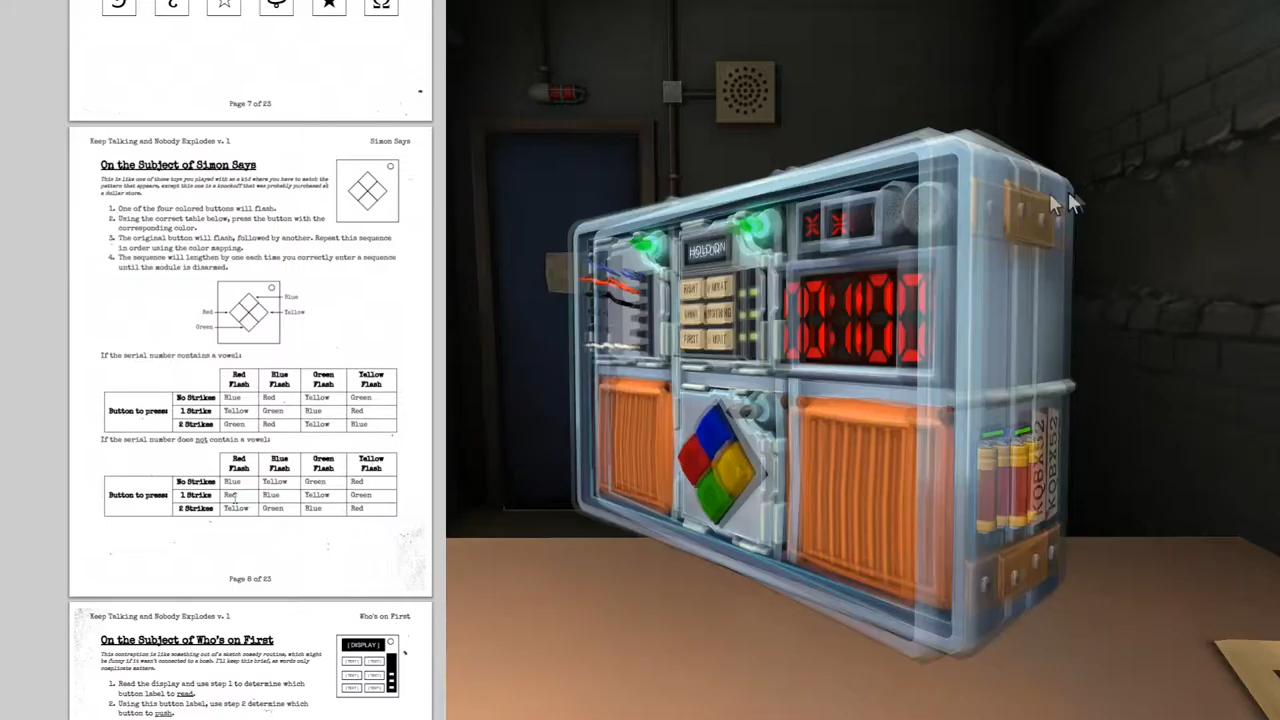 Page 7 of 23
Keep Talking and Nobody Explodes v. 1
Simon Says
On the Subject of Simon Says
This is like one of those toys you played with as a kid where you have to match the
pattern that appears, except this one is a knockoff that was probably purchased at
a dollar store.
1. One of the four colored buttons will flash.
2. Using the correct table below, press the button with the
corresponding color.
3. The original button will flash, followed by another. Repeat this sequence
in order using the color mapping.
4. The sequence will lengthen by one each time you correctly enter a sequence
until the module is disarmed.
Blue
Red
Yellow
Green
If the serial number contains a vowel:
Red Flash Blue Flash Green Flash Yellow Flash
Button to press:
No Strikes Blue Red Yellow Green
1 Strike Yellow Green Blue Red
2 Strikes Green Red Yellow Blue
If the serial number does not contain a vowel:
Red Flash Blue Flash Green Flash Yellow Flash
Button to press:
No Strikes Blue Yellow Green Red
1 Strike Red Blue Yellow Green
2 Strikes Yellow Green Blue Red
Page 8 of 23
Keep Talking and Nobody Explodes v. 1
Who's on First
On the Subject of Who's on First
This contraption is like something out of a sketch comedy routine, which might
be funny if it wasn't connected to a bomb. I'll keep this brief, as words only
complicate matters.
[DISPLAY]
1. Read the display and use step 1 to determine which
button label to read.
2. Using this button label, use step 2 determine which
button to push.
HOLD ON
RIGHT WHAT
NOTHING
FIRST WAIT
X X